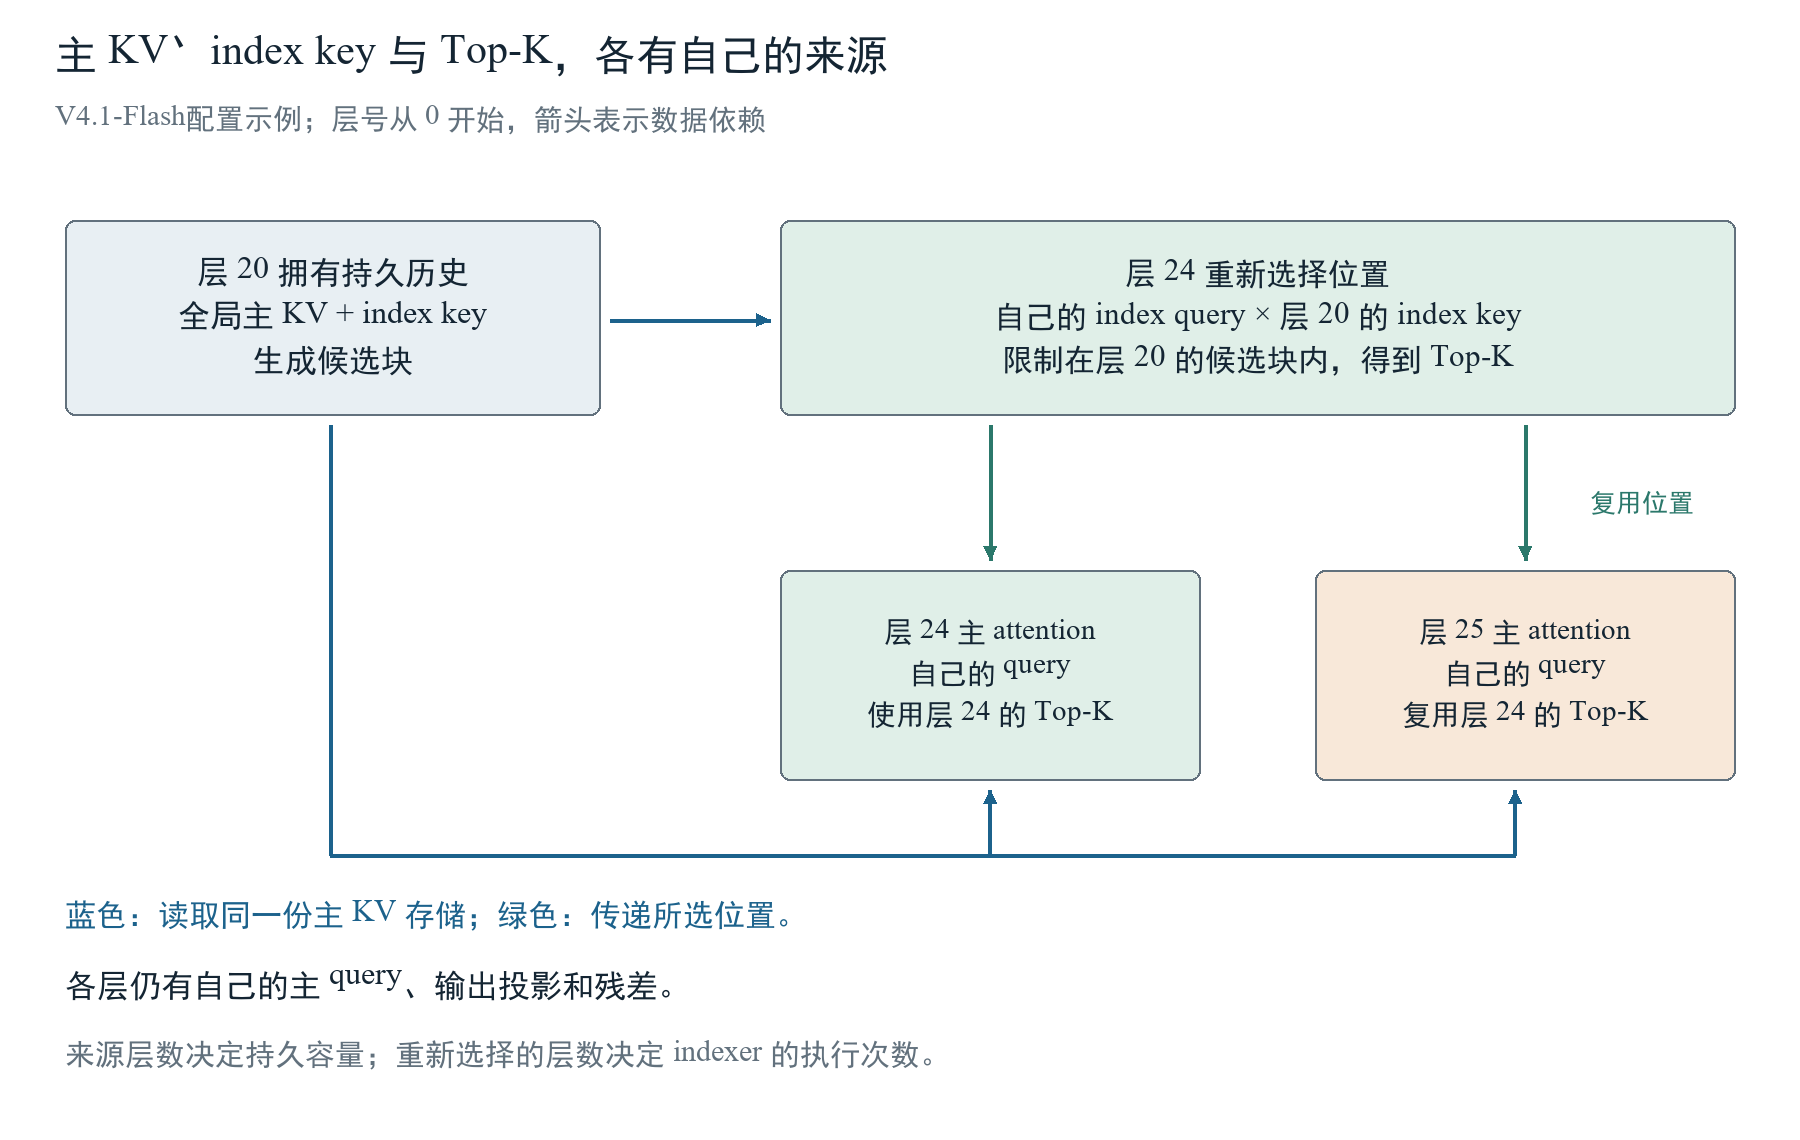 主 KV、index key 与 Top-K，各有自己的来源
V4.1-Flash配置示例；层号从 0 开始，箭头表示数据依赖
层 20 拥有持久历史
全局主 KV + index key
生成候选块
层 24 重新选择位置
自己的 index query × 层 20 的 index key
限制在层 20 的候选块内，得到 Top-K
复用位置
层 24 主 attention
自己的 query
使用层 24 的 Top-K
层 25 主 attention
自己的 query
复用层 24 的 Top-K
蓝色：读取同一份主 KV 存储；绿色：传递所选位置。
各层仍有自己的主 query、输出投影和残差。
来源层数决定持久容量；重新选择的层数决定 indexer 的执行次数。